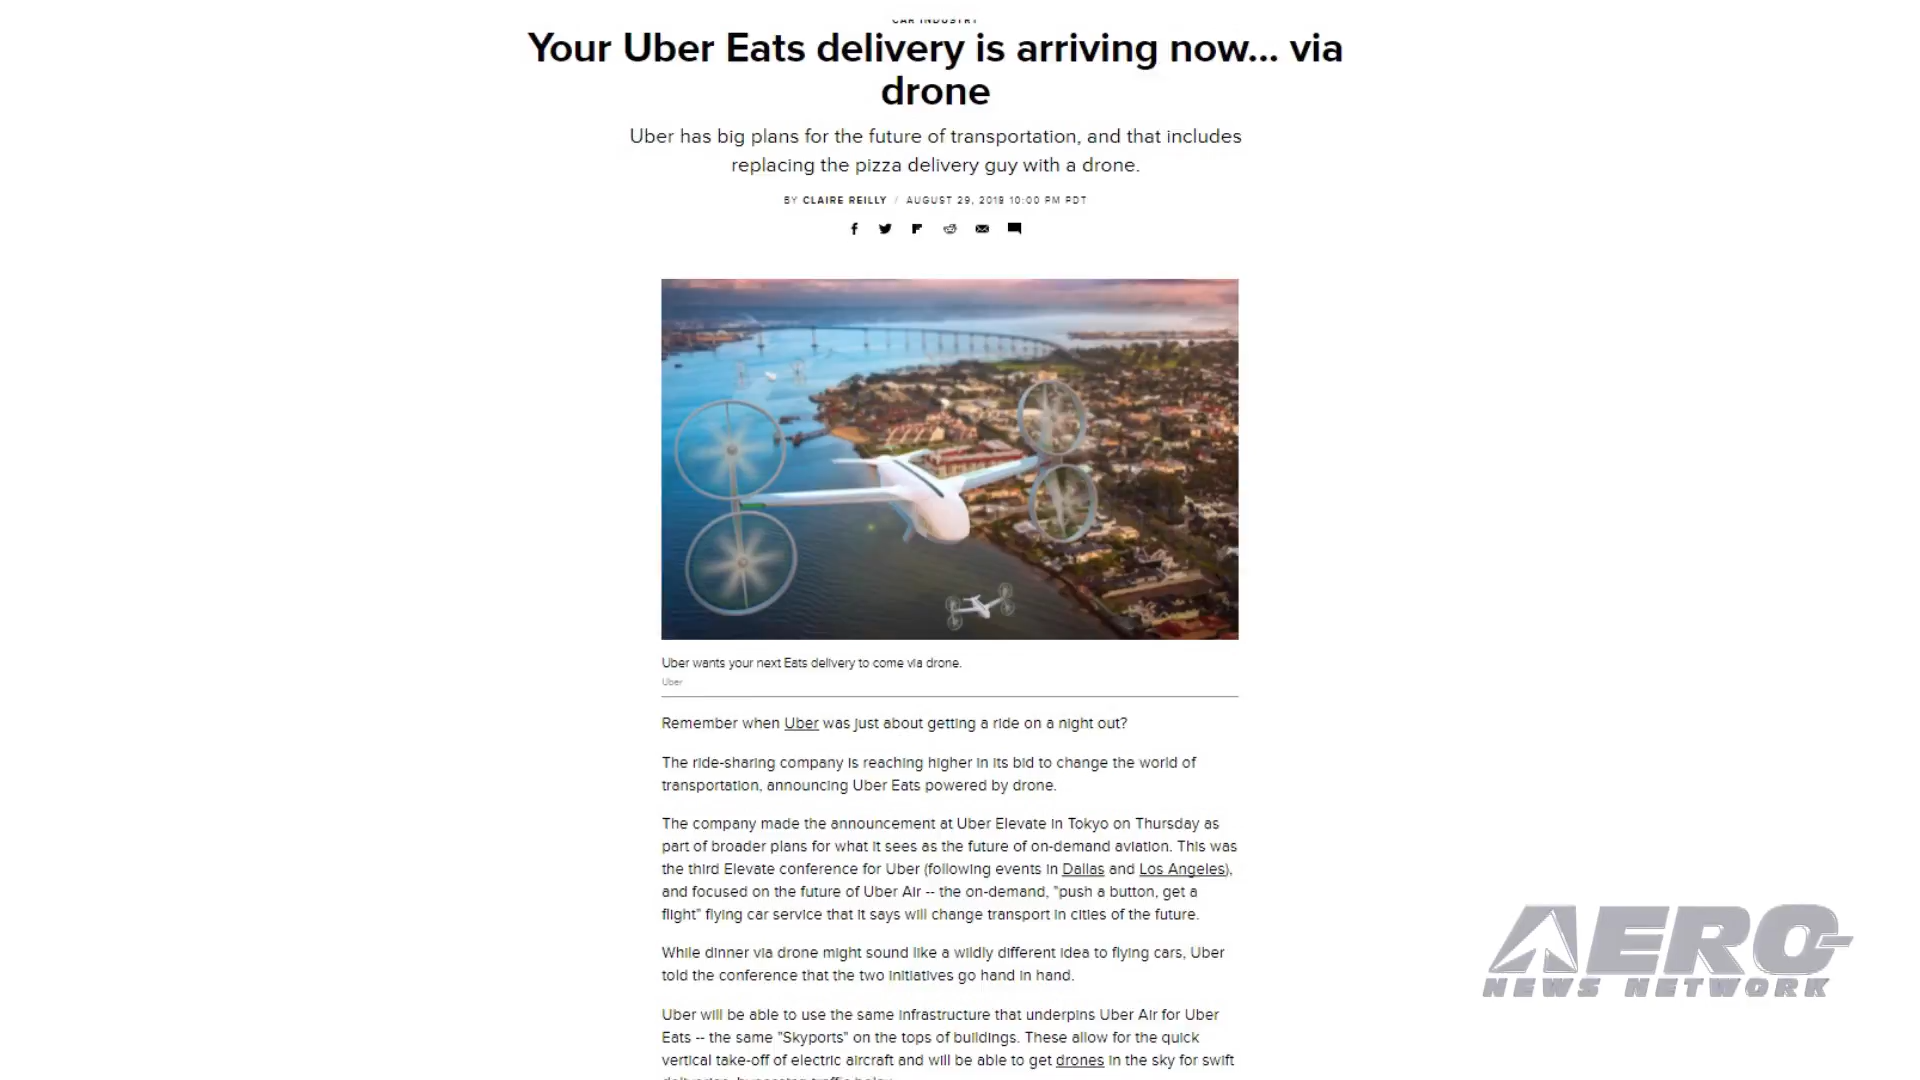 CAR INDUSTRY
Your Uber Eats delivery is arriving now... via
drone
Uber has big plans for the future of transportation, and that includes
replacing the pizza delivery guy with a drone.
BY CLAIRE REILLY / AUGUST 29, 2018 10:00 PM PDT
Uber wants your next Eats delivery to come via drone.
Uber
Remember when Uber was just about getting a ride on a night out?
The ride-sharing company is reaching higher in its bid to change the world of
transportation, announcing Uber Eats powered by drone.
The company made the announcement at Uber Elevate in Tokyo on Thursday as
part of broader plans for what it sees as the future of on-demand aviation. This was
the third Elevate conference for Uber (following events in Dallas and Los Angeles),
and focused on the future of Uber Air -- the on-demand, "push a button, get a
flight" flying car service that it says will change transport in cities of the future.
While dinner via drone might sound like a wildly different idea to flying cars, Uber
told the conference that the two initiatives go hand in hand.
Uber will be able to use the same infrastructure that underpins Uber Air for Uber
Eats -- the same "Skyports" on the tops of buildings. These allow for the quick
vertical take-off of electric aircraft and will be able to get drones in the sky for swift
AERO-
NEWS NETWORK